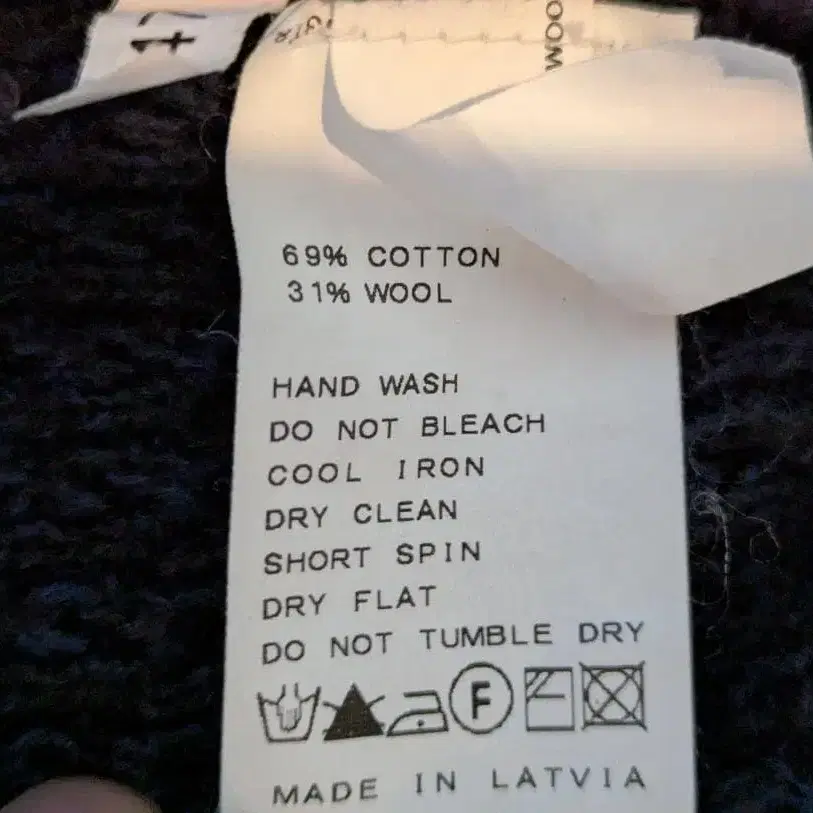 69% COTTON
31% WOOL
HAND WASH
DO NOT BLEACH
COOL IRON
DRY CLEAN
SHORT SPIN
DRY FLAT
DO NOT TUMBLE DRY
F
MADE IN LATVIA